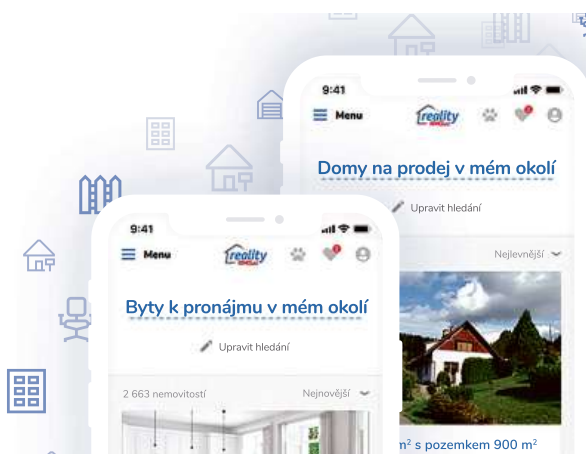 9:41
Menu
reality
Domy na prodej v mém okolí
Upravit hledání
Nejlevnější
m² s pozemkem 900 m²
9:41
Menu
reality
Byty k pronájmu v mém okolí
Upravit hledání
2 663 nemovitostí
Nejnovější